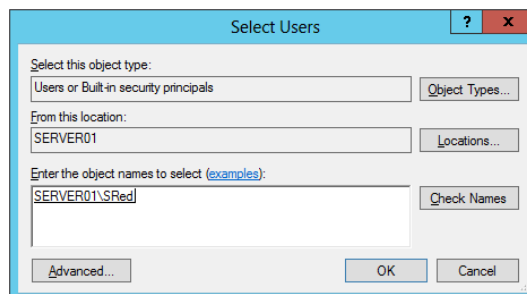 Select Users
?
x
Select this object type:
Users or Built-in security principals
Object Types...
From this location:
SERVER01
Locations...
Enter the object names to select (examples):
SERVER01\SRed
Check Names
Advanced...
OK
Cancel